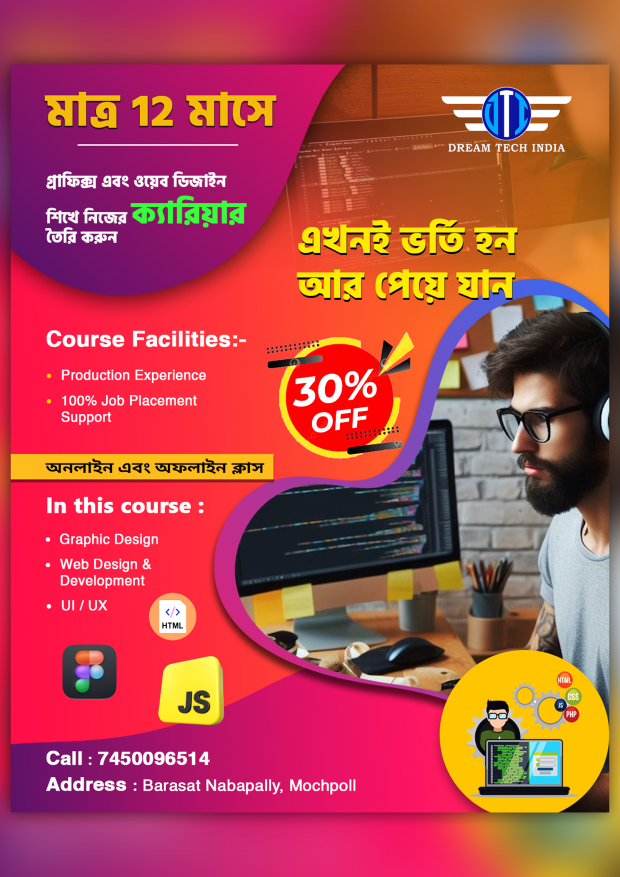 মাত্র 12 মাসে
DREAM TECH INDIA
গ্রাফিক্স এবং ওয়েব ডিজাইন
শিখে নিজের ক্যারিয়ার
তৈরি করুন
এখনই ভর্তি হন
আর পেয়ে যান
Course Facilities:-
• Production Experience
• 100% Job Placement
Support
30%
OFF
অনলাইন এবং অফলাইন ক্লাস
In this course :
• Graphic Design
• Web Design &
Development
• UI / UX
</>
HTML
JS
HTML
CSS
JS
PHP
Call : 7450096514
Address : Barasat Nabapally, Mochpoll